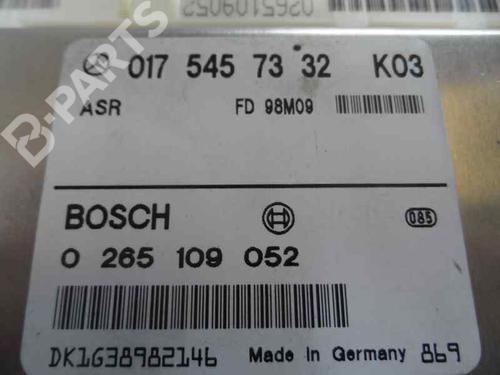 0265109052
017 545 73 32 K03
ASR FD 98M09
BOSCH 085
0 265 109 052
DK1G38982146 Made In Germany 869
B-PARTS